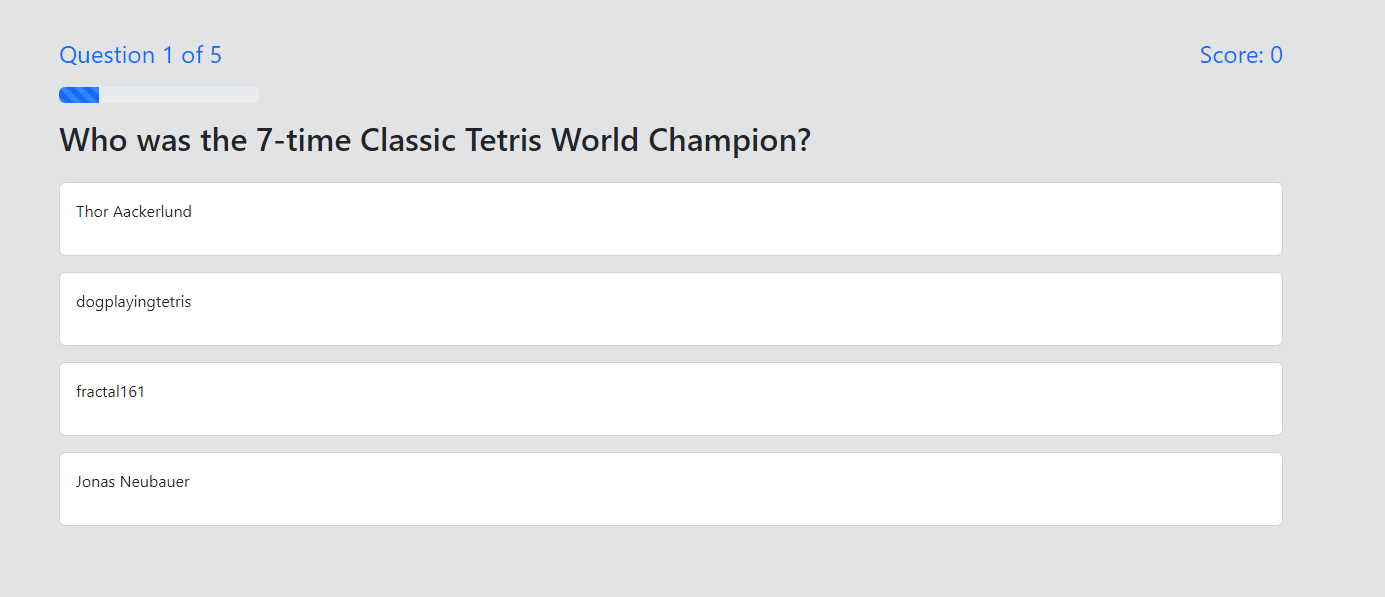 Question 1 of 5
Score: 0
Who was the 7-time Classic Tetris World Champion?
Thor Aackerlund
dogplayingtetris
fractal161
Jonas Neubauer